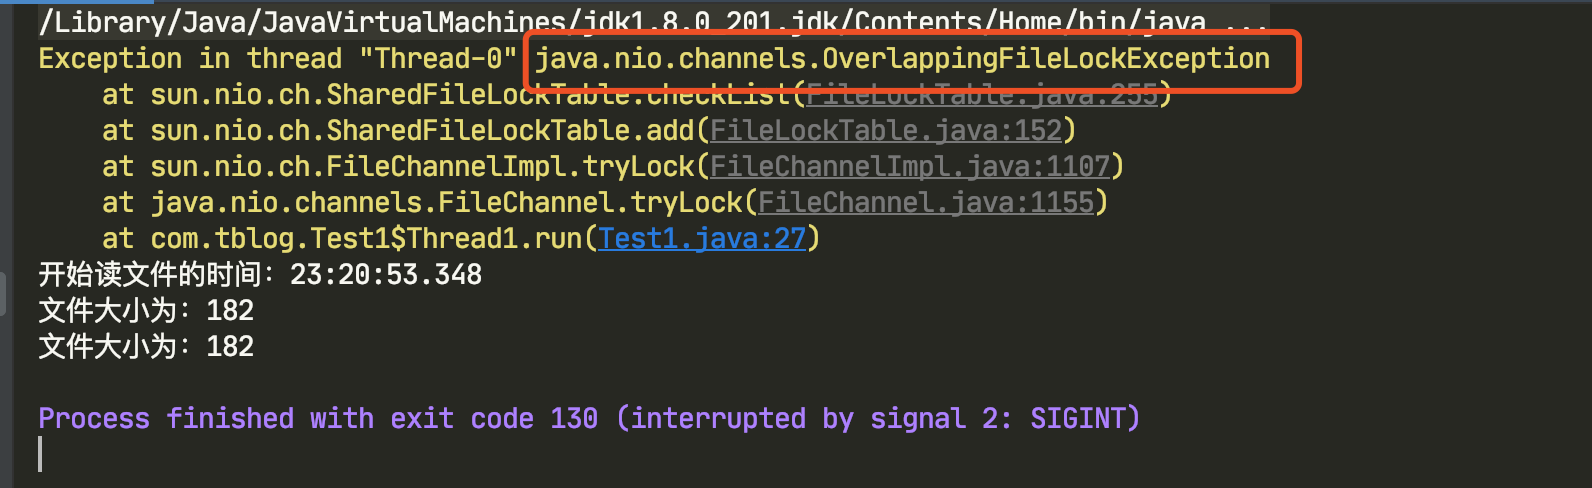 /Library/Java/JavaVirtualMachines/jdk1.8.0_201.jdk/Contents/Home/bin/java ...
Exception in thread "Thread-0" java.nio.channels.OverlappingFileLockException
at sun.nio.ch.SharedFileLockTable.checkList(FileLockTable.java:255)
at sun.nio.ch.SharedFileLockTable.add(FileLockTable.java:152)
at sun.nio.ch.FileChannelImpl.tryLock(FileChannelImpl.java:1107)
at java.nio.channels.FileChannel.tryLock(FileChannel.java:1155)
at com.tblog.Test1$Thread1.run(Test1.java:27)
开始读文件的时间：23:20:53.348
文件大小为：182
文件大小为：182
Process finished with exit code 130 (interrupted by signal 2: SIGINT)